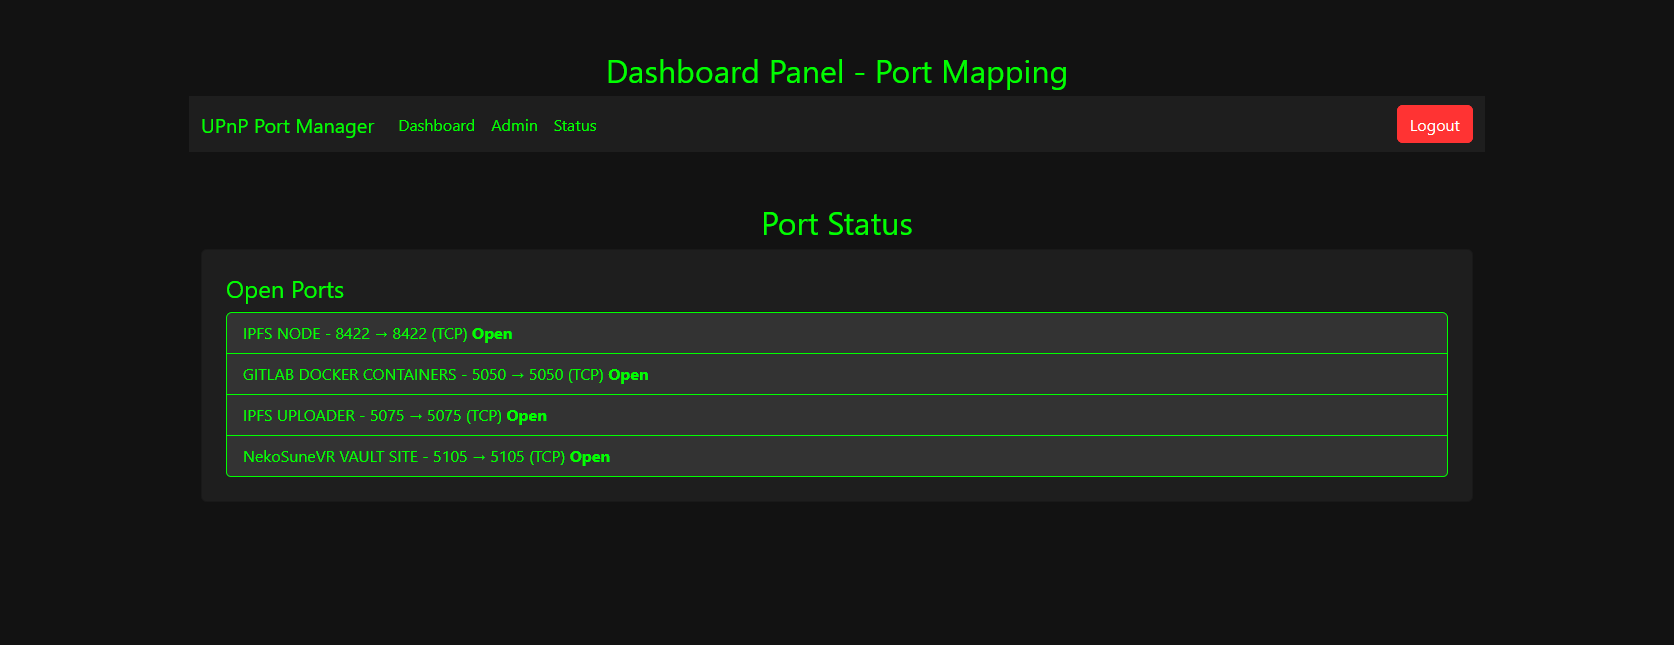 Dashboard Panel - Port Mapping
UPnP Port Manager Dashboard Admin Status Logout
Port Status
Open Ports
IPFS NODE - 8422 → 8422 (TCP) Open
GITLAB DOCKER CONTAINERS - 5050 → 5050 (TCP) Open
IPFS UPLOADER - 5075 → 5075 (TCP) Open
NekoSuneVR VAULT SITE - 5105 → 5105 (TCP) Open